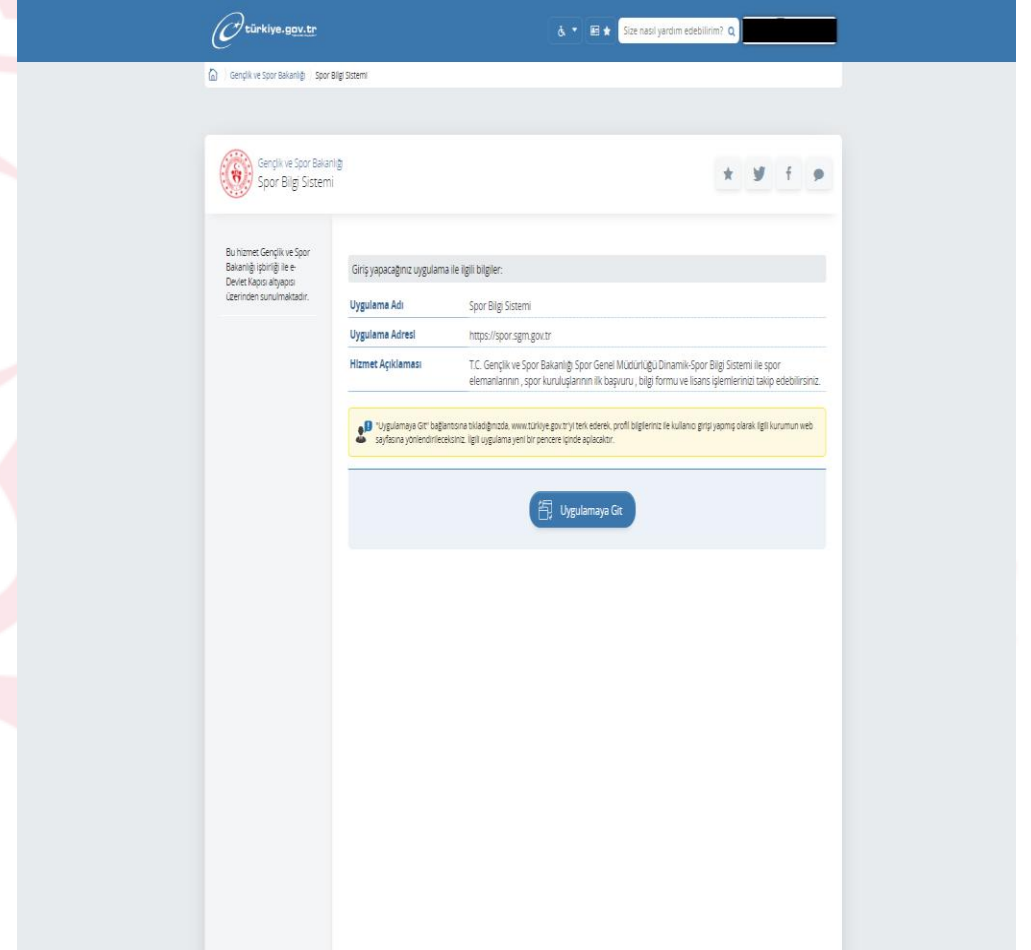 türkiye.gov.tr
Size nasıl yardım edebilirim?
Gençlik ve Spor Bakanlığı Spor Bilgi Sistemi
Gençlik ve Spor Bakanlığı
Spor Bilgi Sistemi
Bu hizmet Gençlik ve Spor
Bakanlığı işbirliği ile e-
Devlet Kapısı altyapısı
üzerinden sunulmaktadır.
Giriş yapacağınız uygulama ile ilgili bilgiler:
Uygulama Adı Spor Bilgi Sistemi
Uygulama Adresi https://spor.sgm.gov.tr
Hizmet Açıklaması T.C. Gençlik ve Spor Bakanlığı Spor Genel Müdürlüğü Dinamik-Spor Bilgi Sistemi ile spor
elemanlarının , spor kuruluşlarının ilk başvuru , bilgi formu ve lisans işlemlerinizi takip edebilirsiniz.
"Uygulamaya Git" bağlantısına tıkladığınızda, www.türkiye.gov.tr'yi terk ederek, profil bilgileriniz ile kullanıcı girişi yapmış olarak ilgili kurumun web
sayfasına yönlendirileceksiniz. İlgili uygulama yeni bir pencere içinde açılacaktır.
Uygulamaya Git